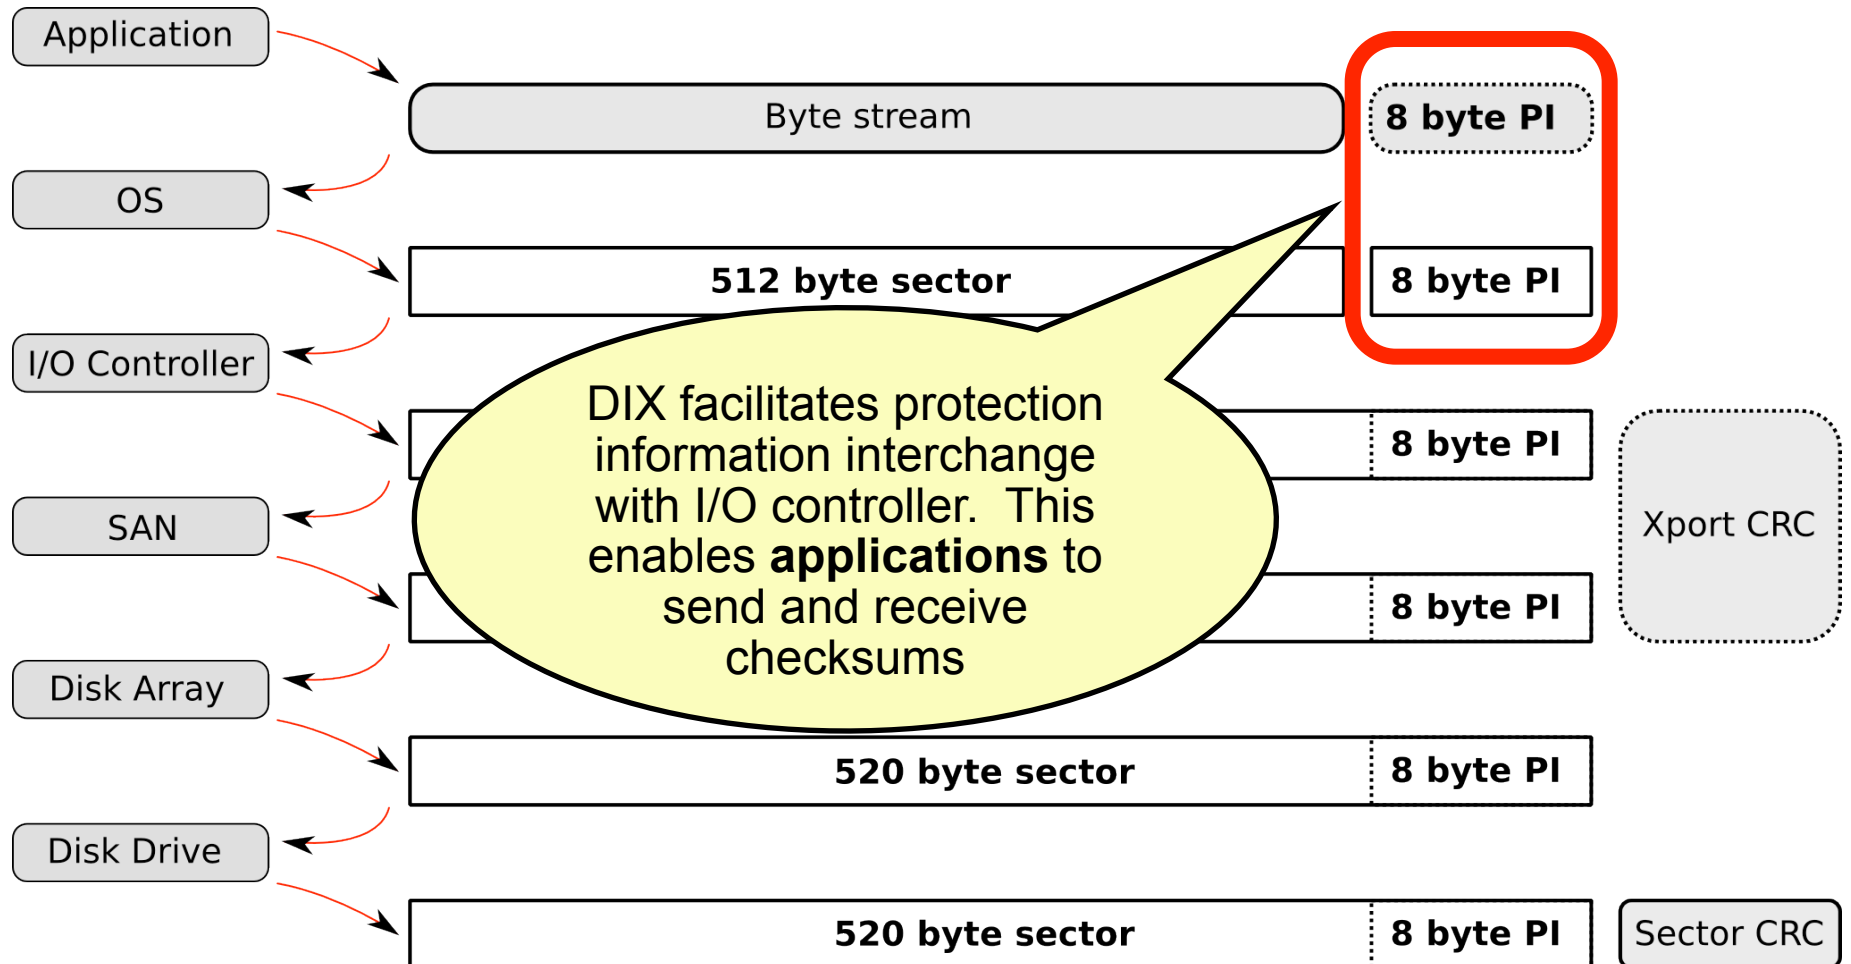 Application
Byte stream
8 byte PI
OS
512 byte sector
8 byte PI
I/O Controller
DIX facilitates protection
information interchange
with I/O controller.  This
enables applications to
send and receive
checksums
8 byte PI
SAN
Xport CRC
8 byte PI
Disk Array
520 byte sector
8 byte PI
Disk Drive
520 byte sector
8 byte PI
Sector CRC